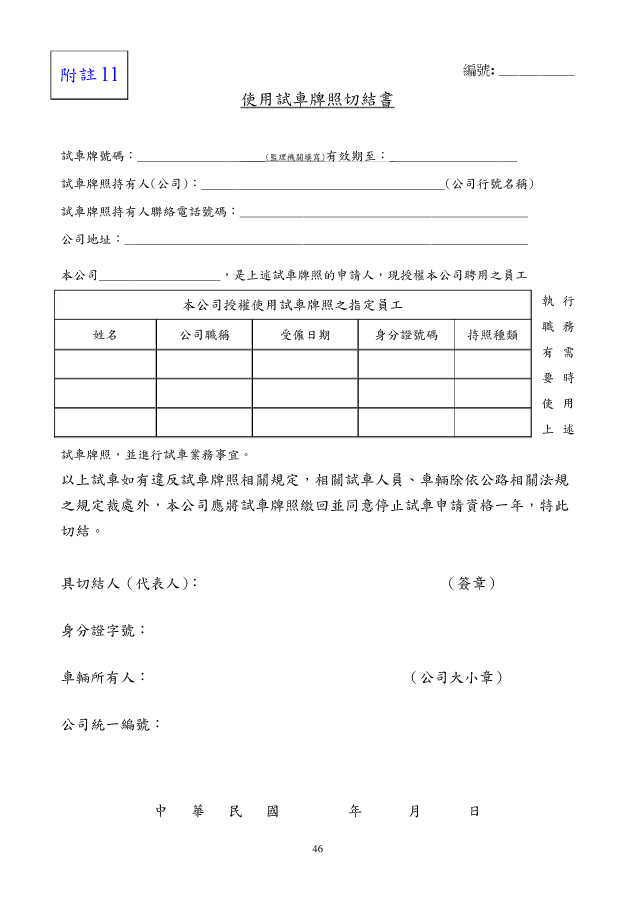 附註 11
編號: ___________
使用試車牌照切結書
試車牌號碼：____________________(監理機關填寫)有效期至：____________________
試車牌照持有人(公司)：______________________________________(公司行號名稱)
試車牌照持有人聯絡電話號碼：_____________________________________________
公司地址：_______________________________________________________________
本公司___________________，是上述試車牌照的申請人，現授權本公司聘用之員工
本公司授權使用試車牌照之指定員工
姓名 公司職稱 受僱日期 身分證號碼 持照種類
執行
職務
有需
要時
使用
上述
試車牌照，並進行試車業務事宜。
以上試車如有違反試車牌照相關規定，相關試車人員、車輛除依公路相關法規
之規定裁處外，本公司應將試車牌照繳回並同意停止試車申請資格一年，特此
切結。
具切結人（代表人）： （簽章）
身分證字號：
車輛所有人： （公司大小章）
公司統一編號：
中 華 民 國 年 月 日
46